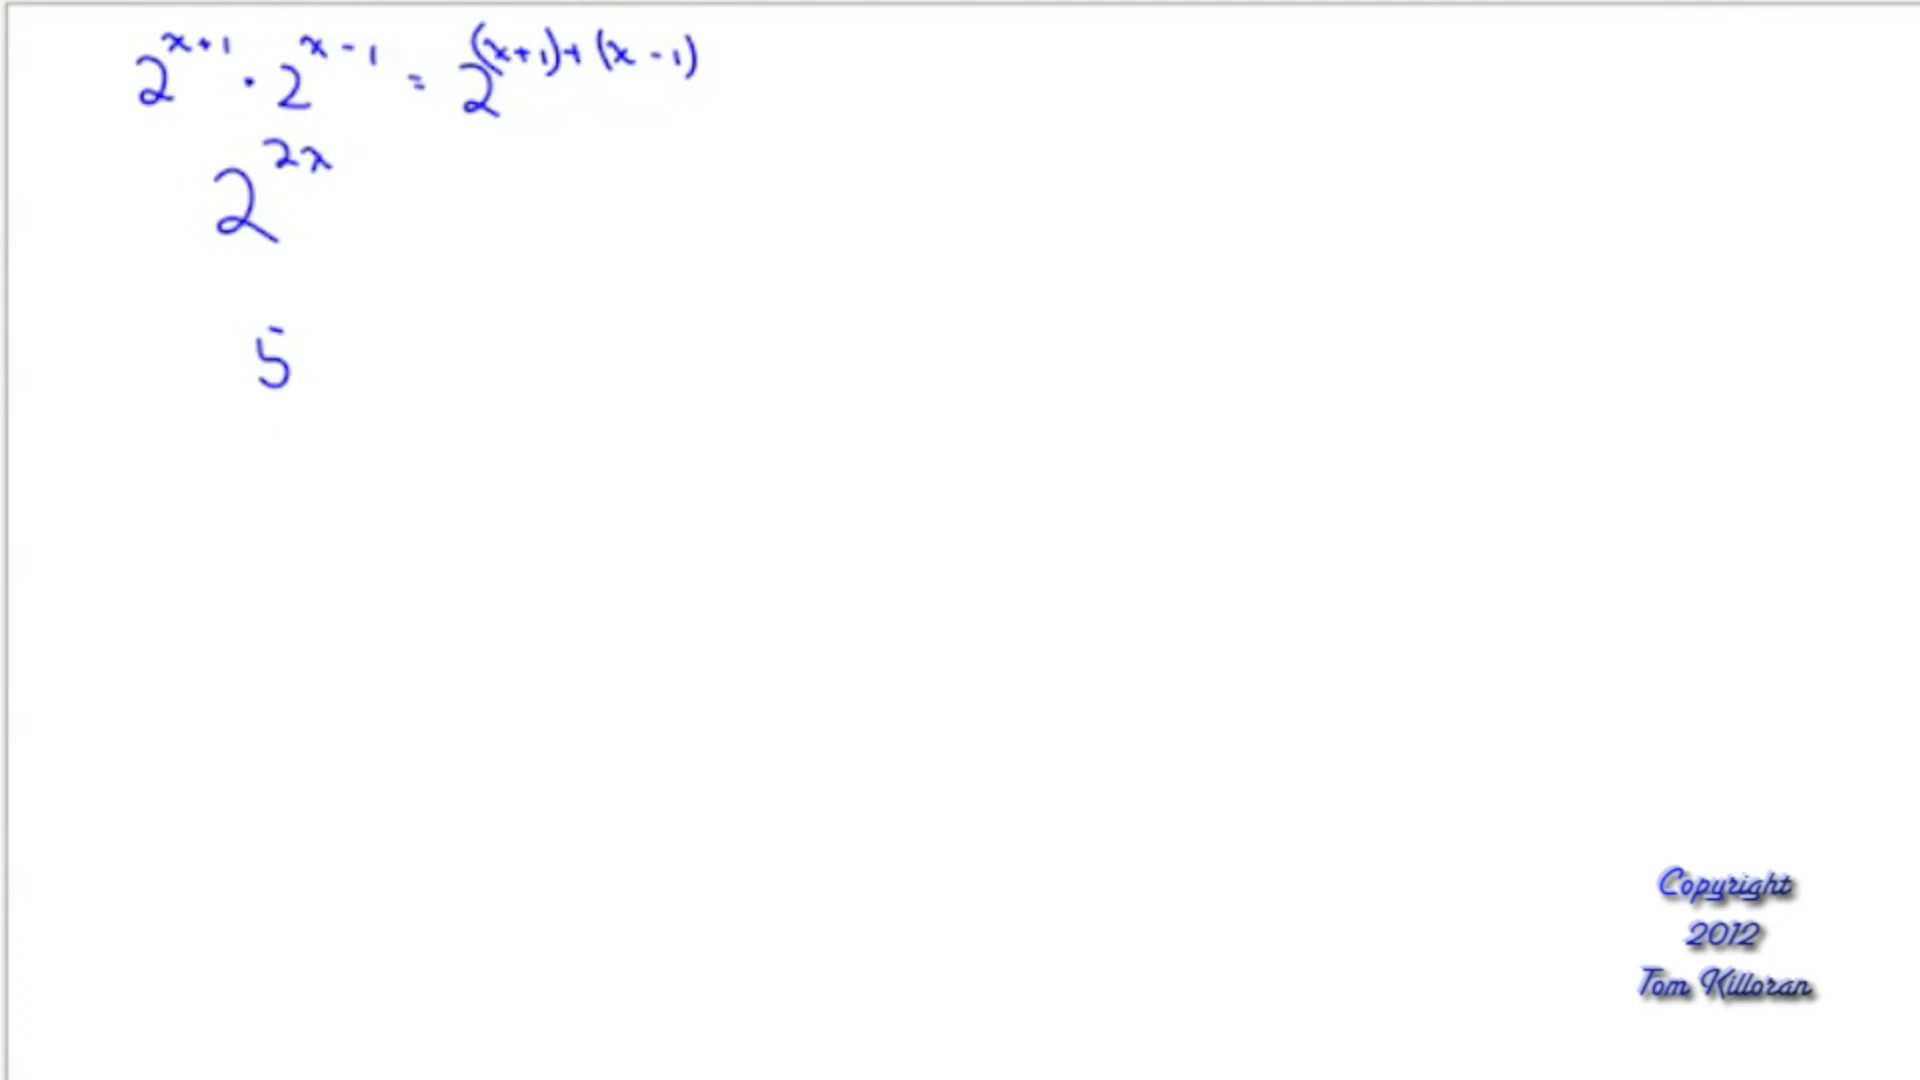 2^{x+1} · 2^{x-1} = 2^{(x+1)+(x-1)}
2^{2x}
5
Copyright
2012
Tom Killoran